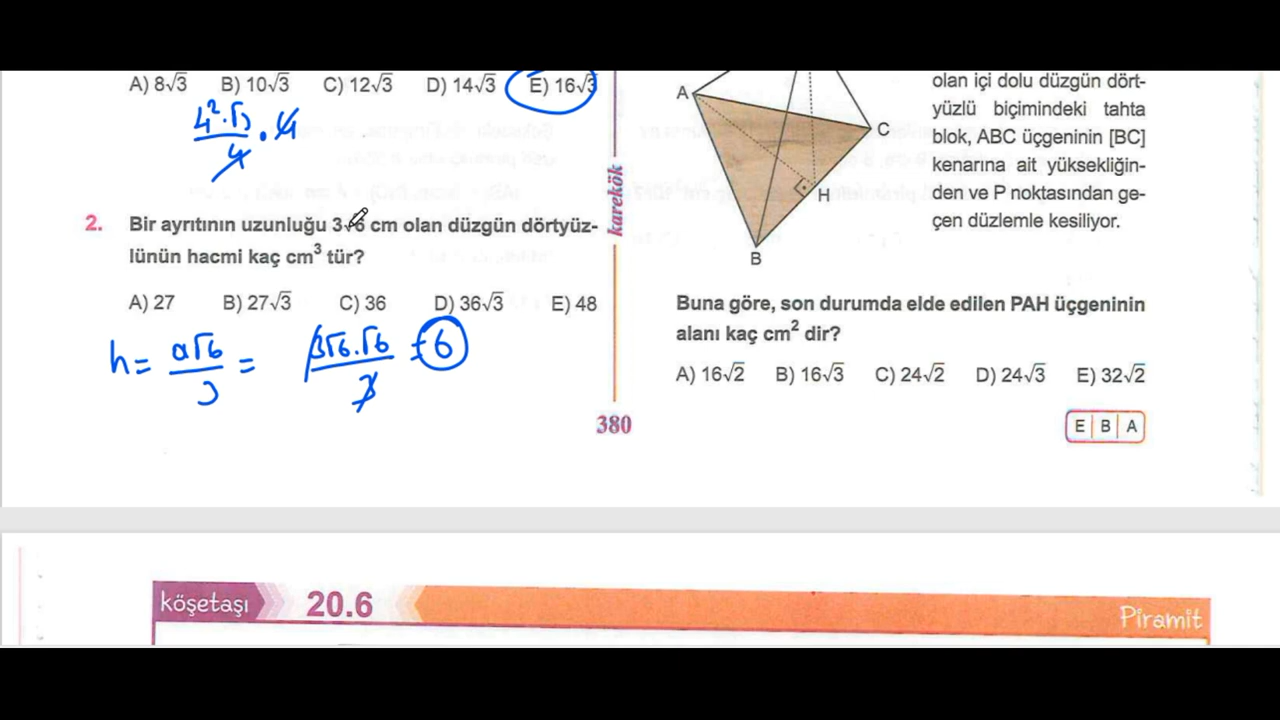 A) 8√3 B) 10√3 C) 12√3 D) 14√3 E) 16√3
4².√3 / 4 . 4
2. Bir ayrıtının uzunluğu 3√6 cm olan düzgün dörtyüz-
lünün hacmi kaç cm³ tür?
A) 27 B) 27√3 C) 36 D) 36√3 E) 48
h = a√6 / 3 = 3√6.√6 / 3 = 6
karekök
380
A
C
H
B
olan içi dolu düzgün dört-
yüzlü biçimindeki tahta
blok, ABC üçgeninin [BC]
kenarına ait yüksekliğin-
den ve P noktasından ge-
çen düzlemle kesiliyor.
Buna göre, son durumda elde edilen PAH üçgeninin
alanı kaç cm² dir?
A) 16√2 B) 16√3 C) 24√2 D) 24√3 E) 32√2
E B A
köşetaşı 20.6 Piramit